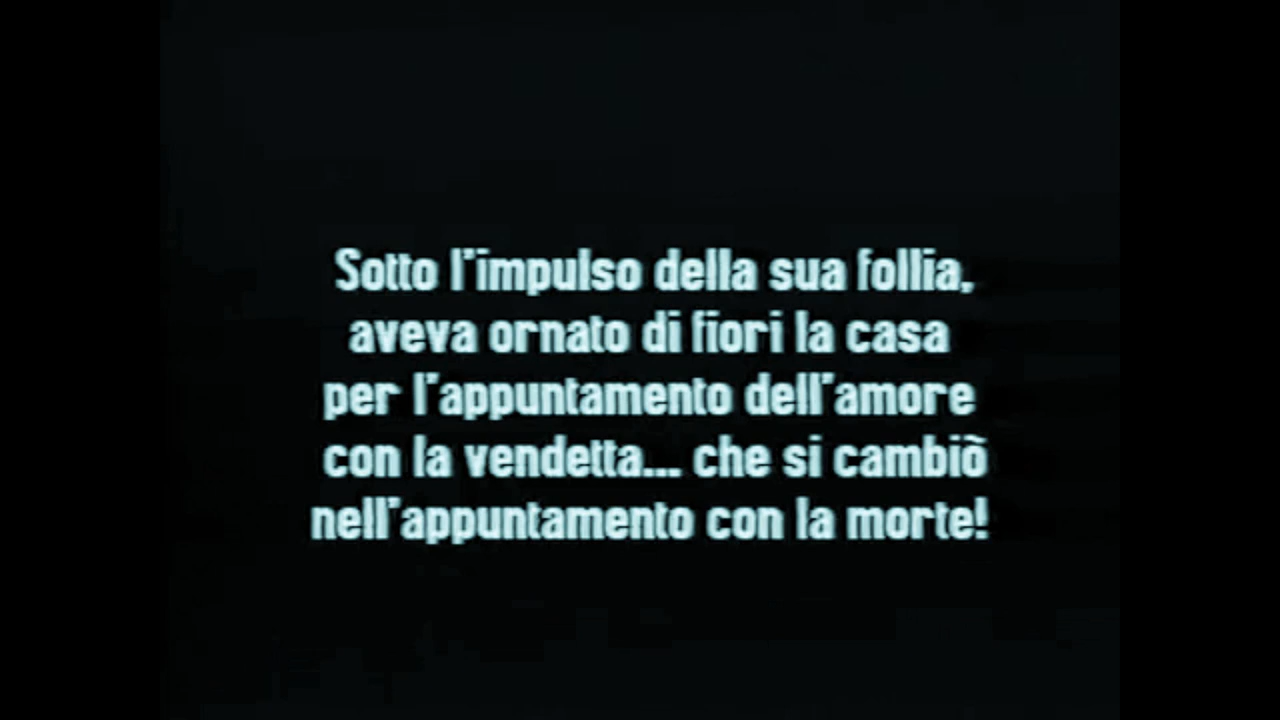 Sotto l'impulso della sua follia,
aveva ornato di fiori la casa
per l'appuntamento dell'amore
con la vendetta... che si cambiò
nell'appuntamento con la morte!